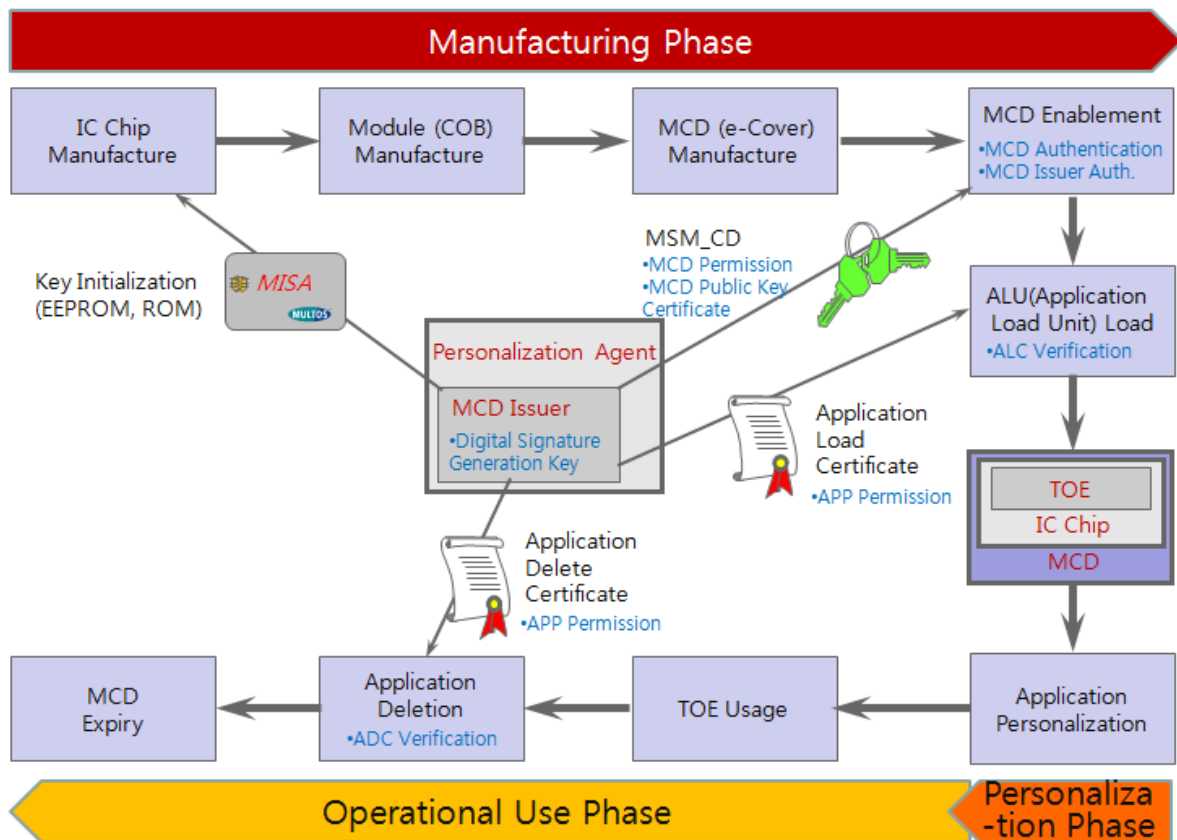 Manufacturing Phase
IC Chip
Manufacture
Module (COB)
Manufacture
MCD (e-Cover)
Manufacture
MCD Enablement
•MCD Authentication
•MCD Issuer Auth.
Key Initialization
(EEPROM, ROM)
MISA
MULTOS
MSM_CD
•MCD Permission
•MCD Public Key
Certificate
ALU(Application
Load Unit) Load
•ALC Verification
Personalization Agent
MCD Issuer
•Digital Signature
Generation Key
Application
Load
Certificate
•APP Permission
TOE
IC Chip
MCD
Application
Delete
Certificate
•APP Permission
MCD
Expiry
Application
Deletion
•ADC Verification
TOE Usage
Application
Personalization
Operational Use Phase
Personaliza
-tion Phase